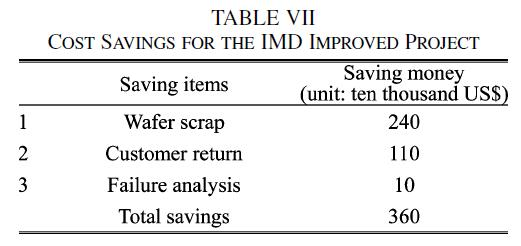 TABLE VII
COST SAVINGS FOR THE IMD IMPROVED PROJECT
Saving items Saving money
(unit: ten thousand US$)
1 Wafer scrap 240
2 Customer return 110
3 Failure analysis 10
Total savings 360